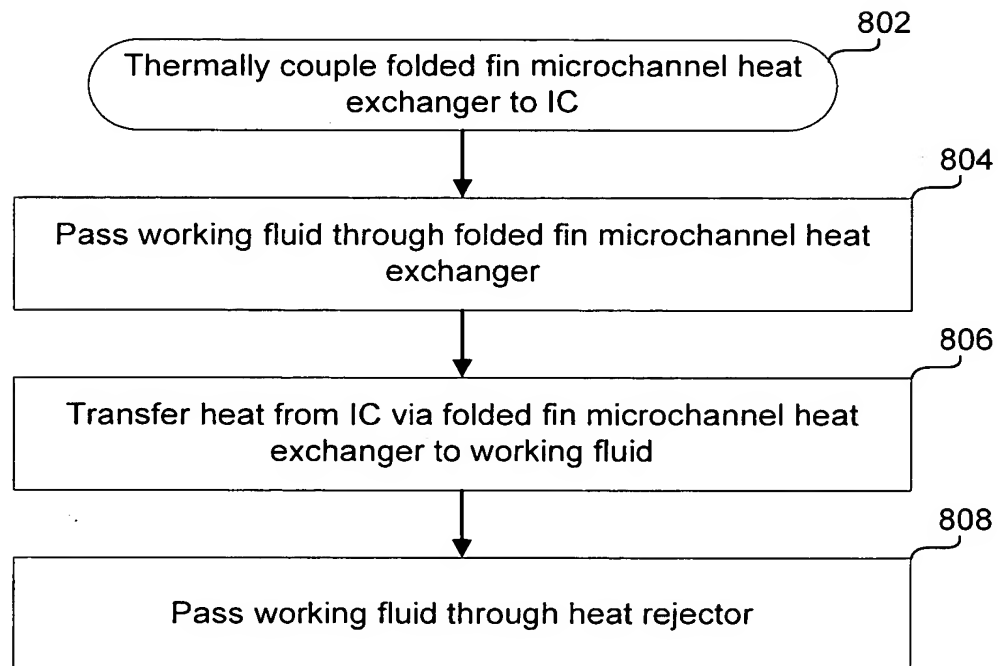 802
Thermally couple folded fin microchannel heat
exchanger to IC
804
Pass working fluid through folded fin microchannel heat
exchanger
806
Transfer heat from IC via folded fin microchannel heat
exchanger to working fluid
808
Pass working fluid through heat rejector